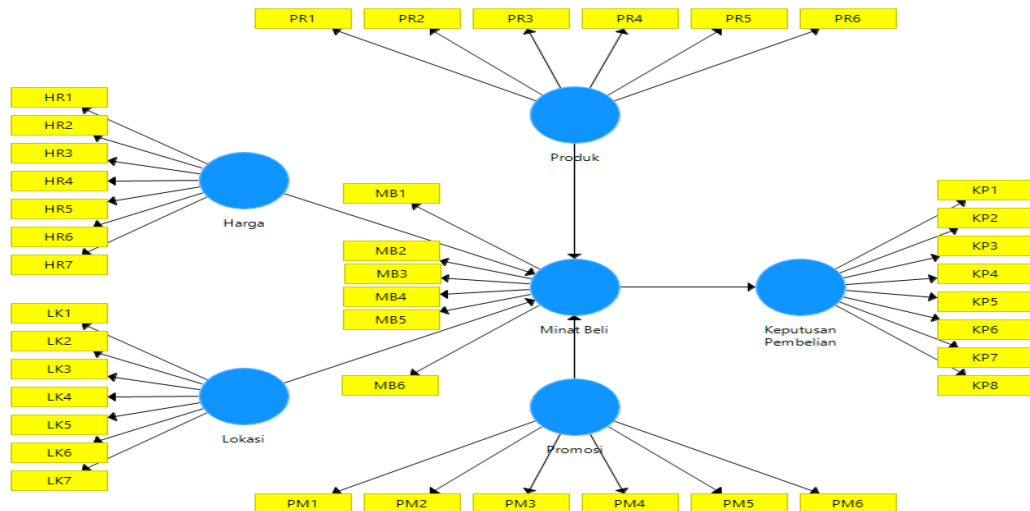 PR1 PR2 PR3 PR4 PR5 PR6
Produk
HR1
HR2
HR3
HR4
HR5
HR6
HR7
Harga
MB1
MB2
MB3
MB4
MB5
MB6
Minat Beli
KP1
KP2
KP3
KP4
KP5
KP6
KP7
KP8
Keputusan
Pembelian
LK1
LK2
LK3
LK4
LK5
LK6
LK7
Lokasi
Promosi
PM1 PM2 PM3 PM4 PM5 PM6